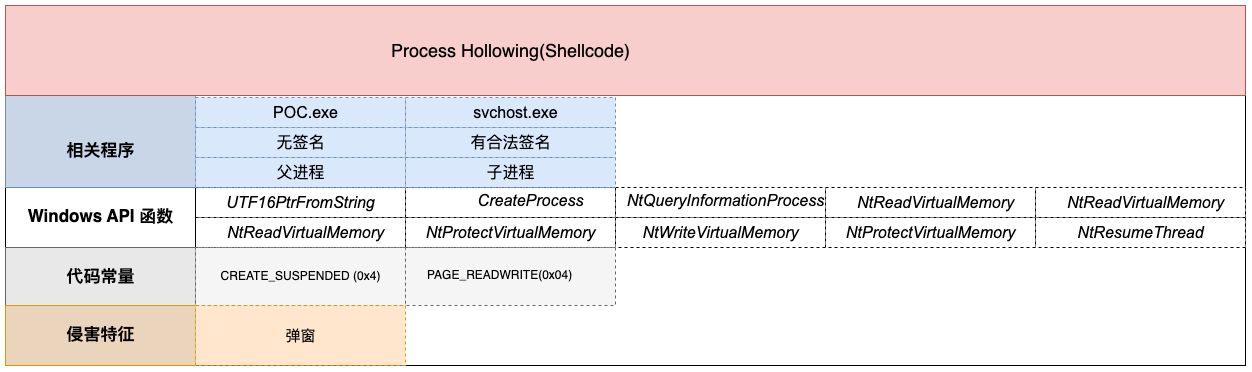 Process Hollowing(Shellcode)
相关程序
POC.exe
svchost.exe
无签名
有合法签名
父进程
子进程
Windows API 函数
UTF16PtrFromString
CreateProcess
NtQueryInformationProcess
NtReadVirtualMemory
NtReadVirtualMemory
NtReadVirtualMemory
NtProtectVirtualMemory
NtWriteVirtualMemory
NtProtectVirtualMemory
NtResumeThread
代码常量
CREATE_SUSPENDED (0x4)
PAGE_READWRITE(0x04)
侵害特征
弹窗